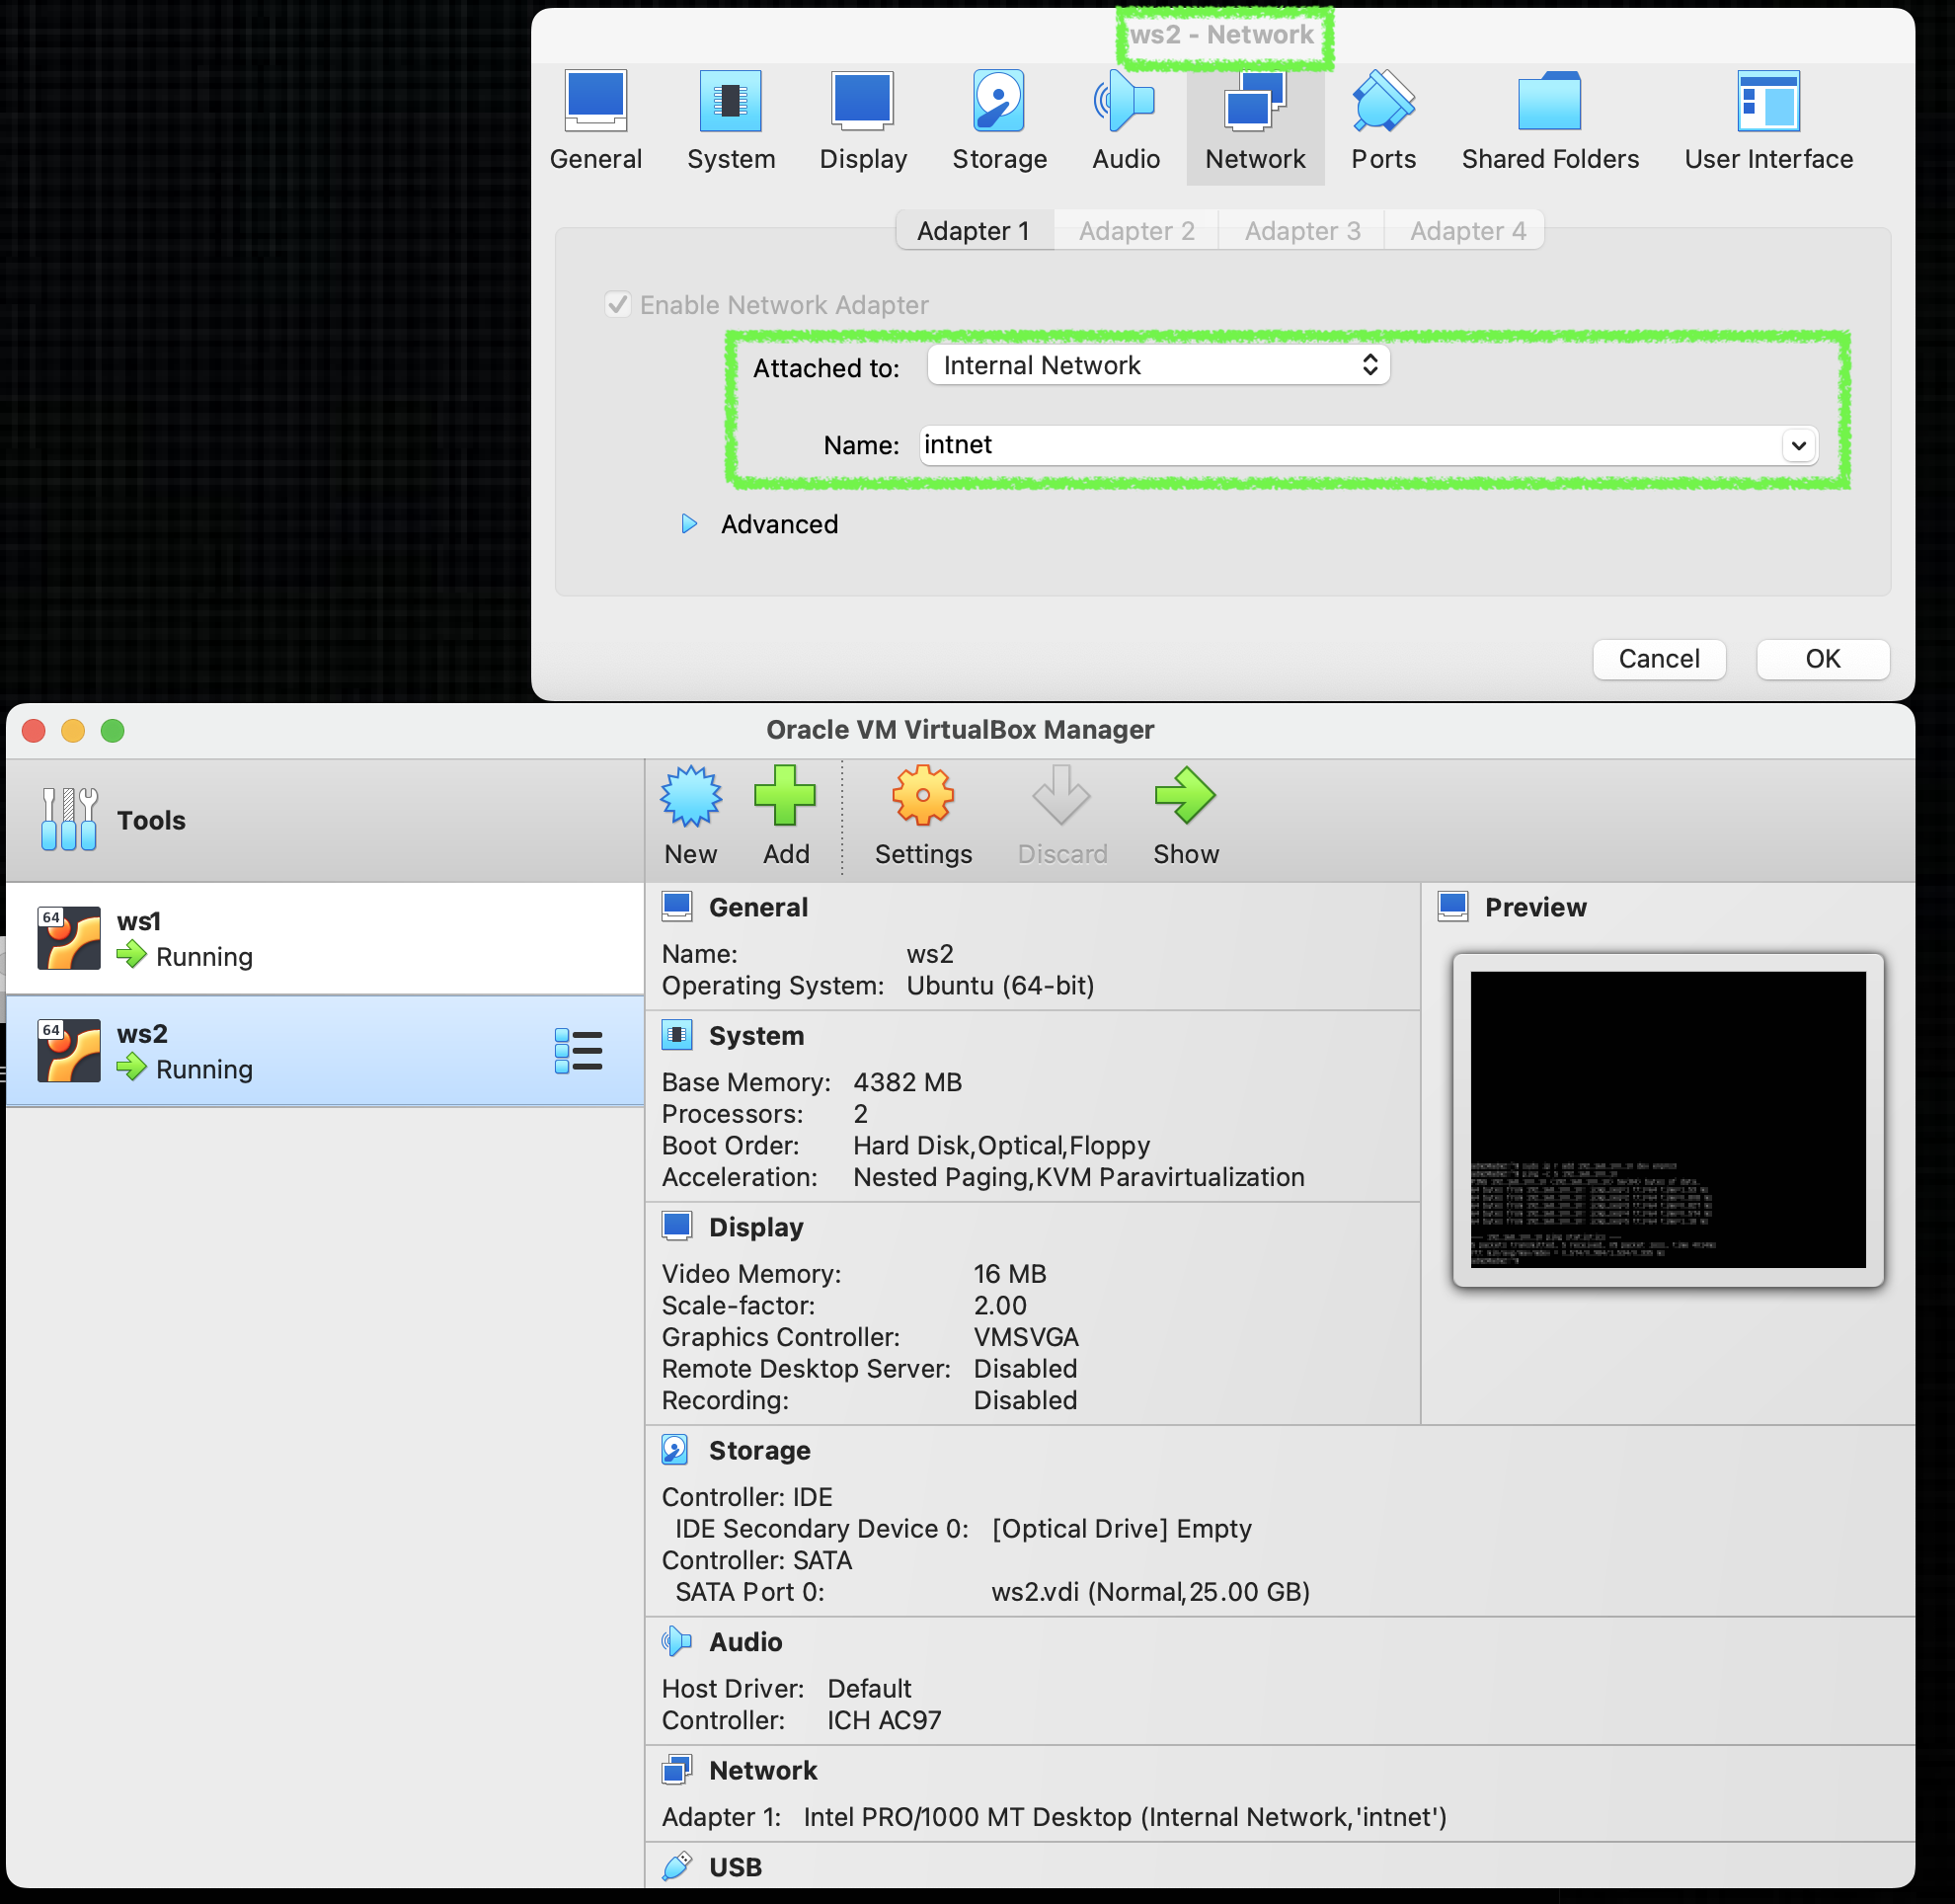 ws2 - Network
General System Display Storage Audio Network Ports Shared Folders User Interface
Adapter 1 Adapter 2 Adapter 3 Adapter 4
Enable Network Adapter
Attached to: Internal Network
Name: intnet
Advanced
Cancel OK
Oracle VM VirtualBox Manager
Tools
New Add Settings Discard Show
64 ws1
Running
64 ws2
Running
General
Name: ws2
Operating System: Ubuntu (64-bit)
System
Base Memory: 4382 MB
Processors: 2
Boot Order: Hard Disk,Optical,Floppy
Acceleration: Nested Paging,KVM Paravirtualization
Display
Video Memory: 16 MB
Scale-factor: 2.00
Graphics Controller: VMSVGA
Remote Desktop Server: Disabled
Recording: Disabled
Preview
Storage
Controller: IDE
IDE Secondary Device 0: [Optical Drive] Empty
Controller: SATA
SATA Port 0: ws2.vdi (Normal,25.00 GB)
Audio
Host Driver: Default
Controller: ICH AC97
Network
Adapter 1: Intel PRO/1000 MT Desktop (Internal Network,'intnet')
USB